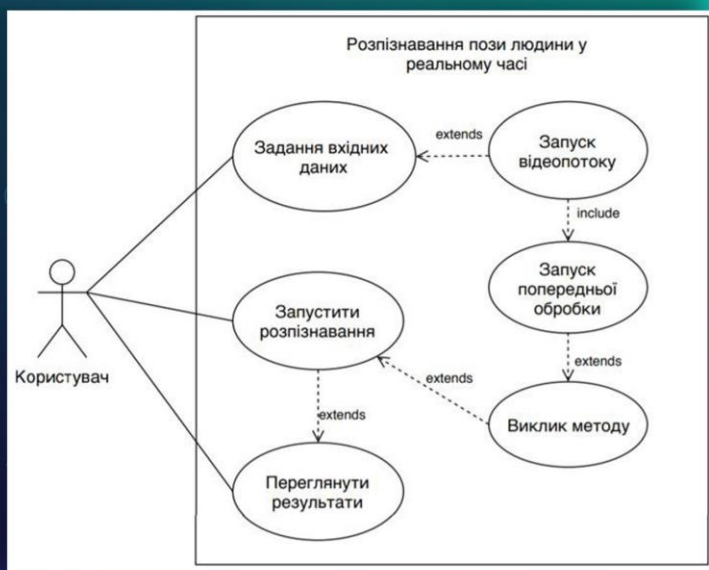 Розпізнавання пози людини у
реальному часі
Задання вхідних
даних
extends
Запуск
відеопотоку
include
Запуск
попередньої
обробки
Запустити
розпізнавання
Користувач
extends
extends
extends
Виклик методу
Переглянути
результати